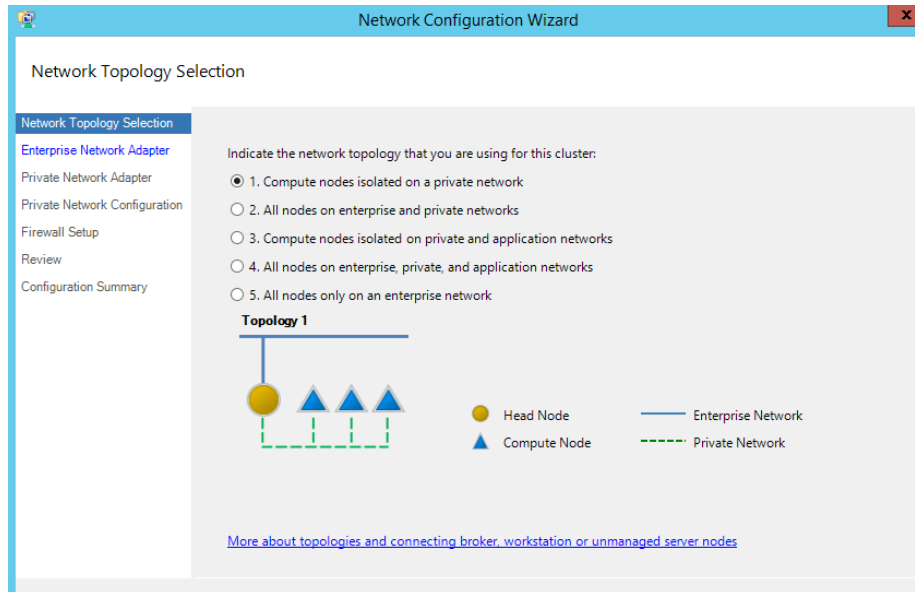 Network Configuration Wizard
x
Network Topology Selection
Network Topology Selection
Enterprise Network Adapter
Private Network Adapter
Private Network Configuration
Firewall Setup
Review
Configuration Summary
Indicate the network topology that you are using for this cluster:
1. Compute nodes isolated on a private network
2. All nodes on enterprise and private networks
3. Compute nodes isolated on private and application networks
4. All nodes on enterprise, private, and application networks
5. All nodes only on an enterprise network
Topology 1
Head Node
Enterprise Network
Compute Node
Private Network
More about topologies and connecting broker, workstation or unmanaged server nodes